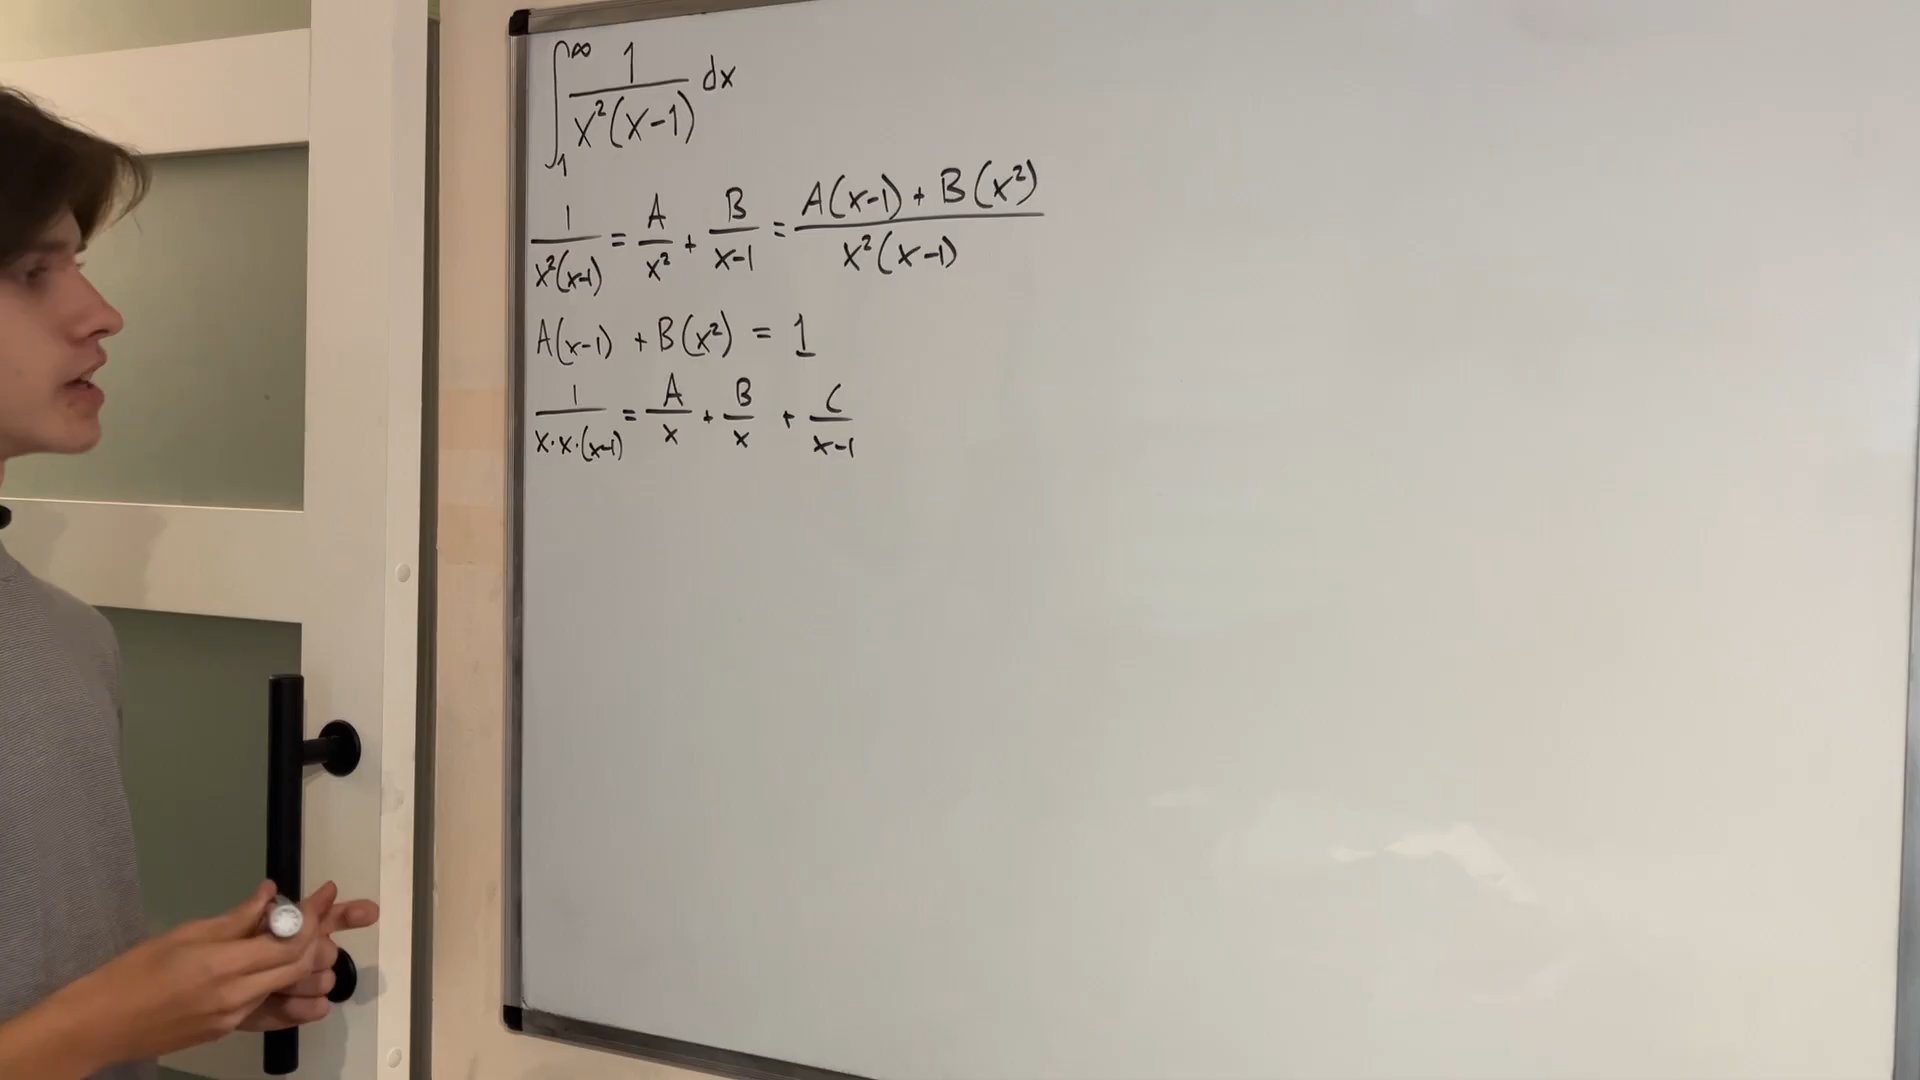 ∫₁^∞ 1/(x²(x-1)) dx
1/(x²(x-1)) = A/x² + B/(x-1) = (A(x-1) + B(x²))/(x²(x-1))
A(x-1) + B(x²) = 1
1/(x·x·(x-1)) = A/x + B/x + C/(x-1)